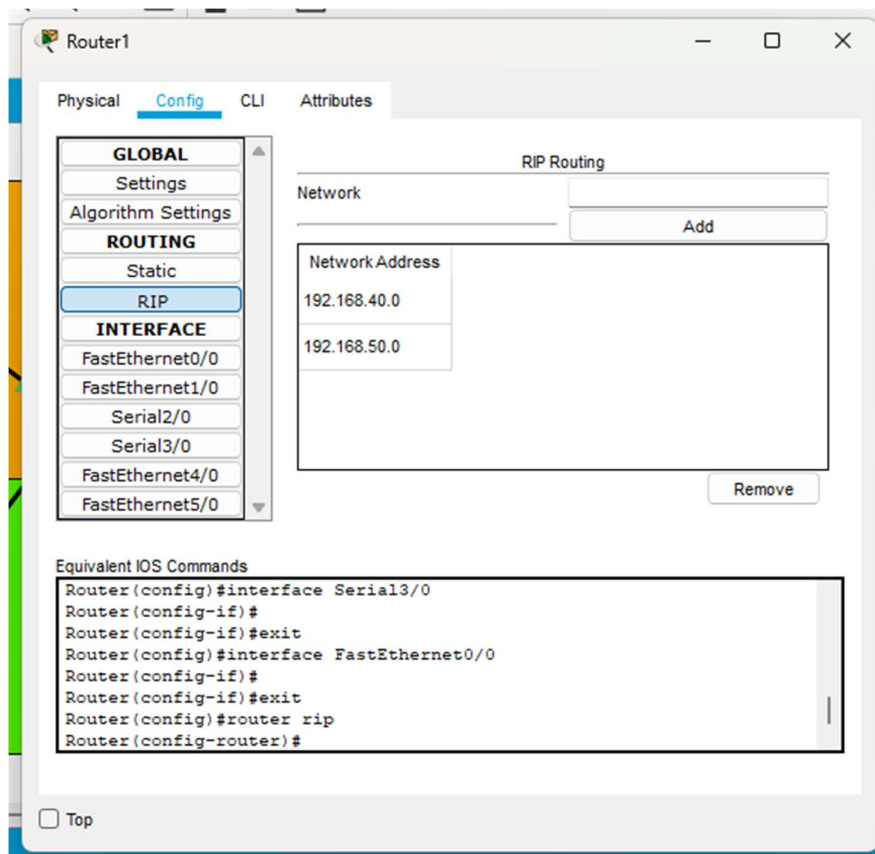 Router1
Physical Config CLI Attributes
GLOBAL
Settings
Algorithm Settings
ROUTING
Static
RIP
INTERFACE
FastEthernet0/0
FastEthernet1/0
Serial2/0
Serial3/0
FastEthernet4/0
FastEthernet5/0
RIP Routing
Network
Add
Network Address
192.168.40.0
192.168.50.0
Remove
Equivalent IOS Commands
Router(config)#interface Serial3/0
Router(config-if)#
Router(config-if)#exit
Router(config)#interface FastEthernet0/0
Router(config-if)#
Router(config-if)#exit
Router(config)#router rip
Router(config-router)#
Top